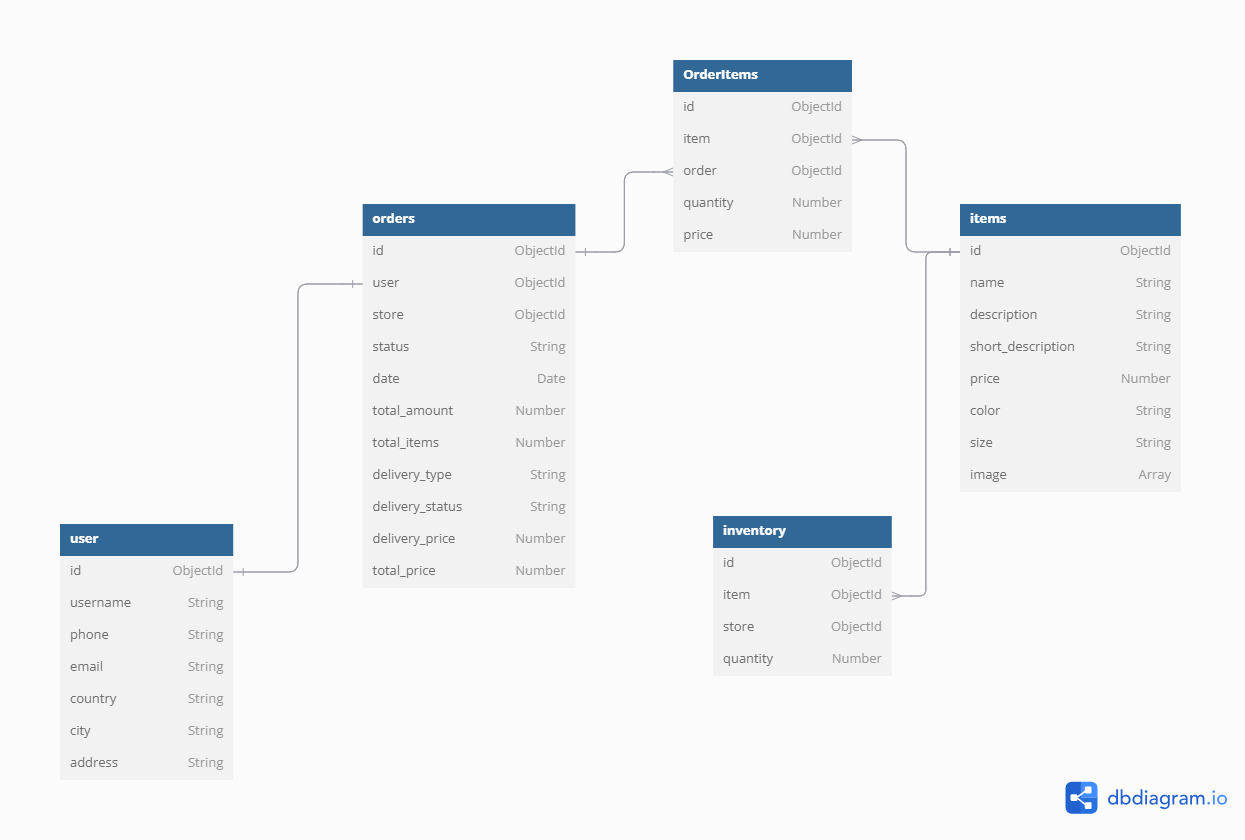 OrderItems
id ObjectId
item ObjectId
order ObjectId
quantity Number
price Number
orders
id ObjectId
user ObjectId
store ObjectId
status String
date Date
total_amount Number
total_items Number
delivery_type String
delivery_status String
delivery_price Number
total_price Number
items
id ObjectId
name String
description String
short_description String
price Number
color String
size String
image Array
user
id ObjectId
username String
phone String
email String
country String
city String
address String
inventory
id ObjectId
item ObjectId
store ObjectId
quantity Number
dbdiagram.io